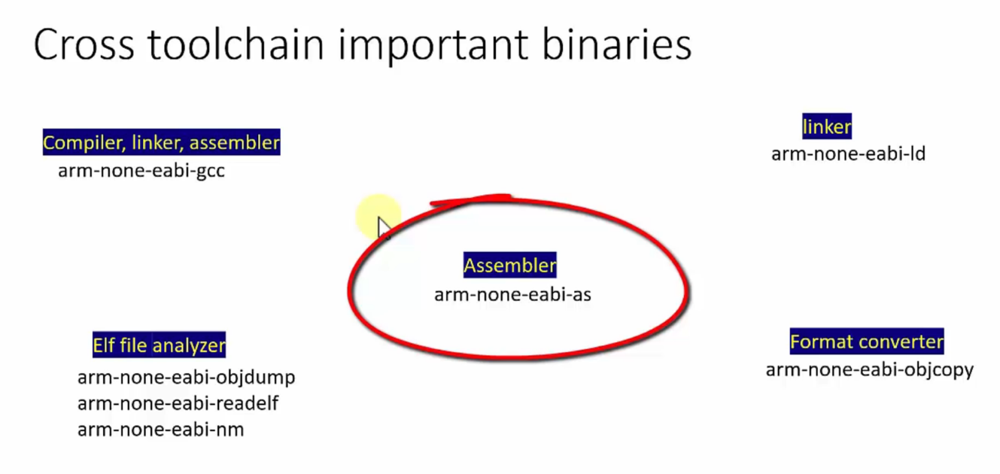 Cross toolchain important binaries
Compiler, linker, assembler
arm-none-eabi-gcc
linker
arm-none-eabi-ld
Assembler
arm-none-eabi-as
Elf file analyzer
arm-none-eabi-objdump
arm-none-eabi-readelf
arm-none-eabi-nm
Format converter
arm-none-eabi-objcopy